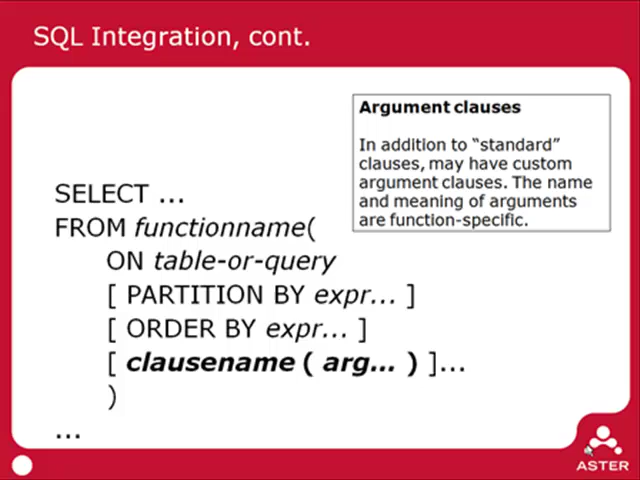 SQL Integration, cont.
Argument clauses
In addition to “standard”
clauses, may have custom
argument clauses. The name
and meaning of arguments
are function-specific.
SELECT ...
FROM functionname(
ON table-or-query
[ PARTITION BY expr... ]
[ ORDER BY expr... ]
[ clausename ( arg... ) ]...
)
...
ASTER